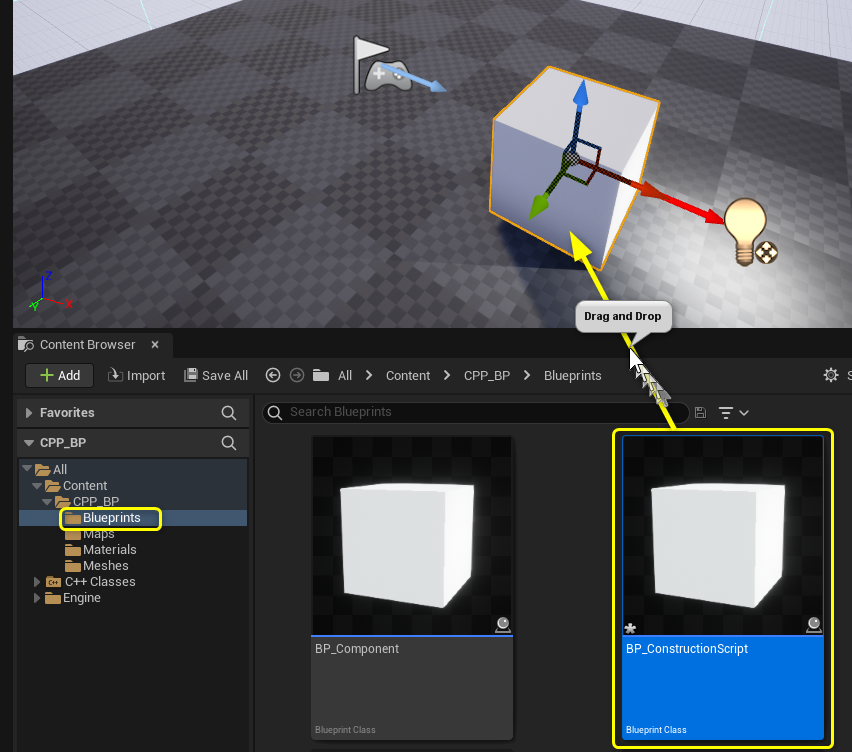 Z
X
Y
Drag and Drop
Content Browser
Add
Import
Save All
All
Content
CPP_BP
Blueprints
S
Favorites
Search Blueprints
CPP_BP
All
Content
CPP_BP
Blueprints
Maps
Materials
Meshes
C++ Classes
Engine
BP_Component
Blueprint Class
BP_ConstructionScript
Blueprint Class